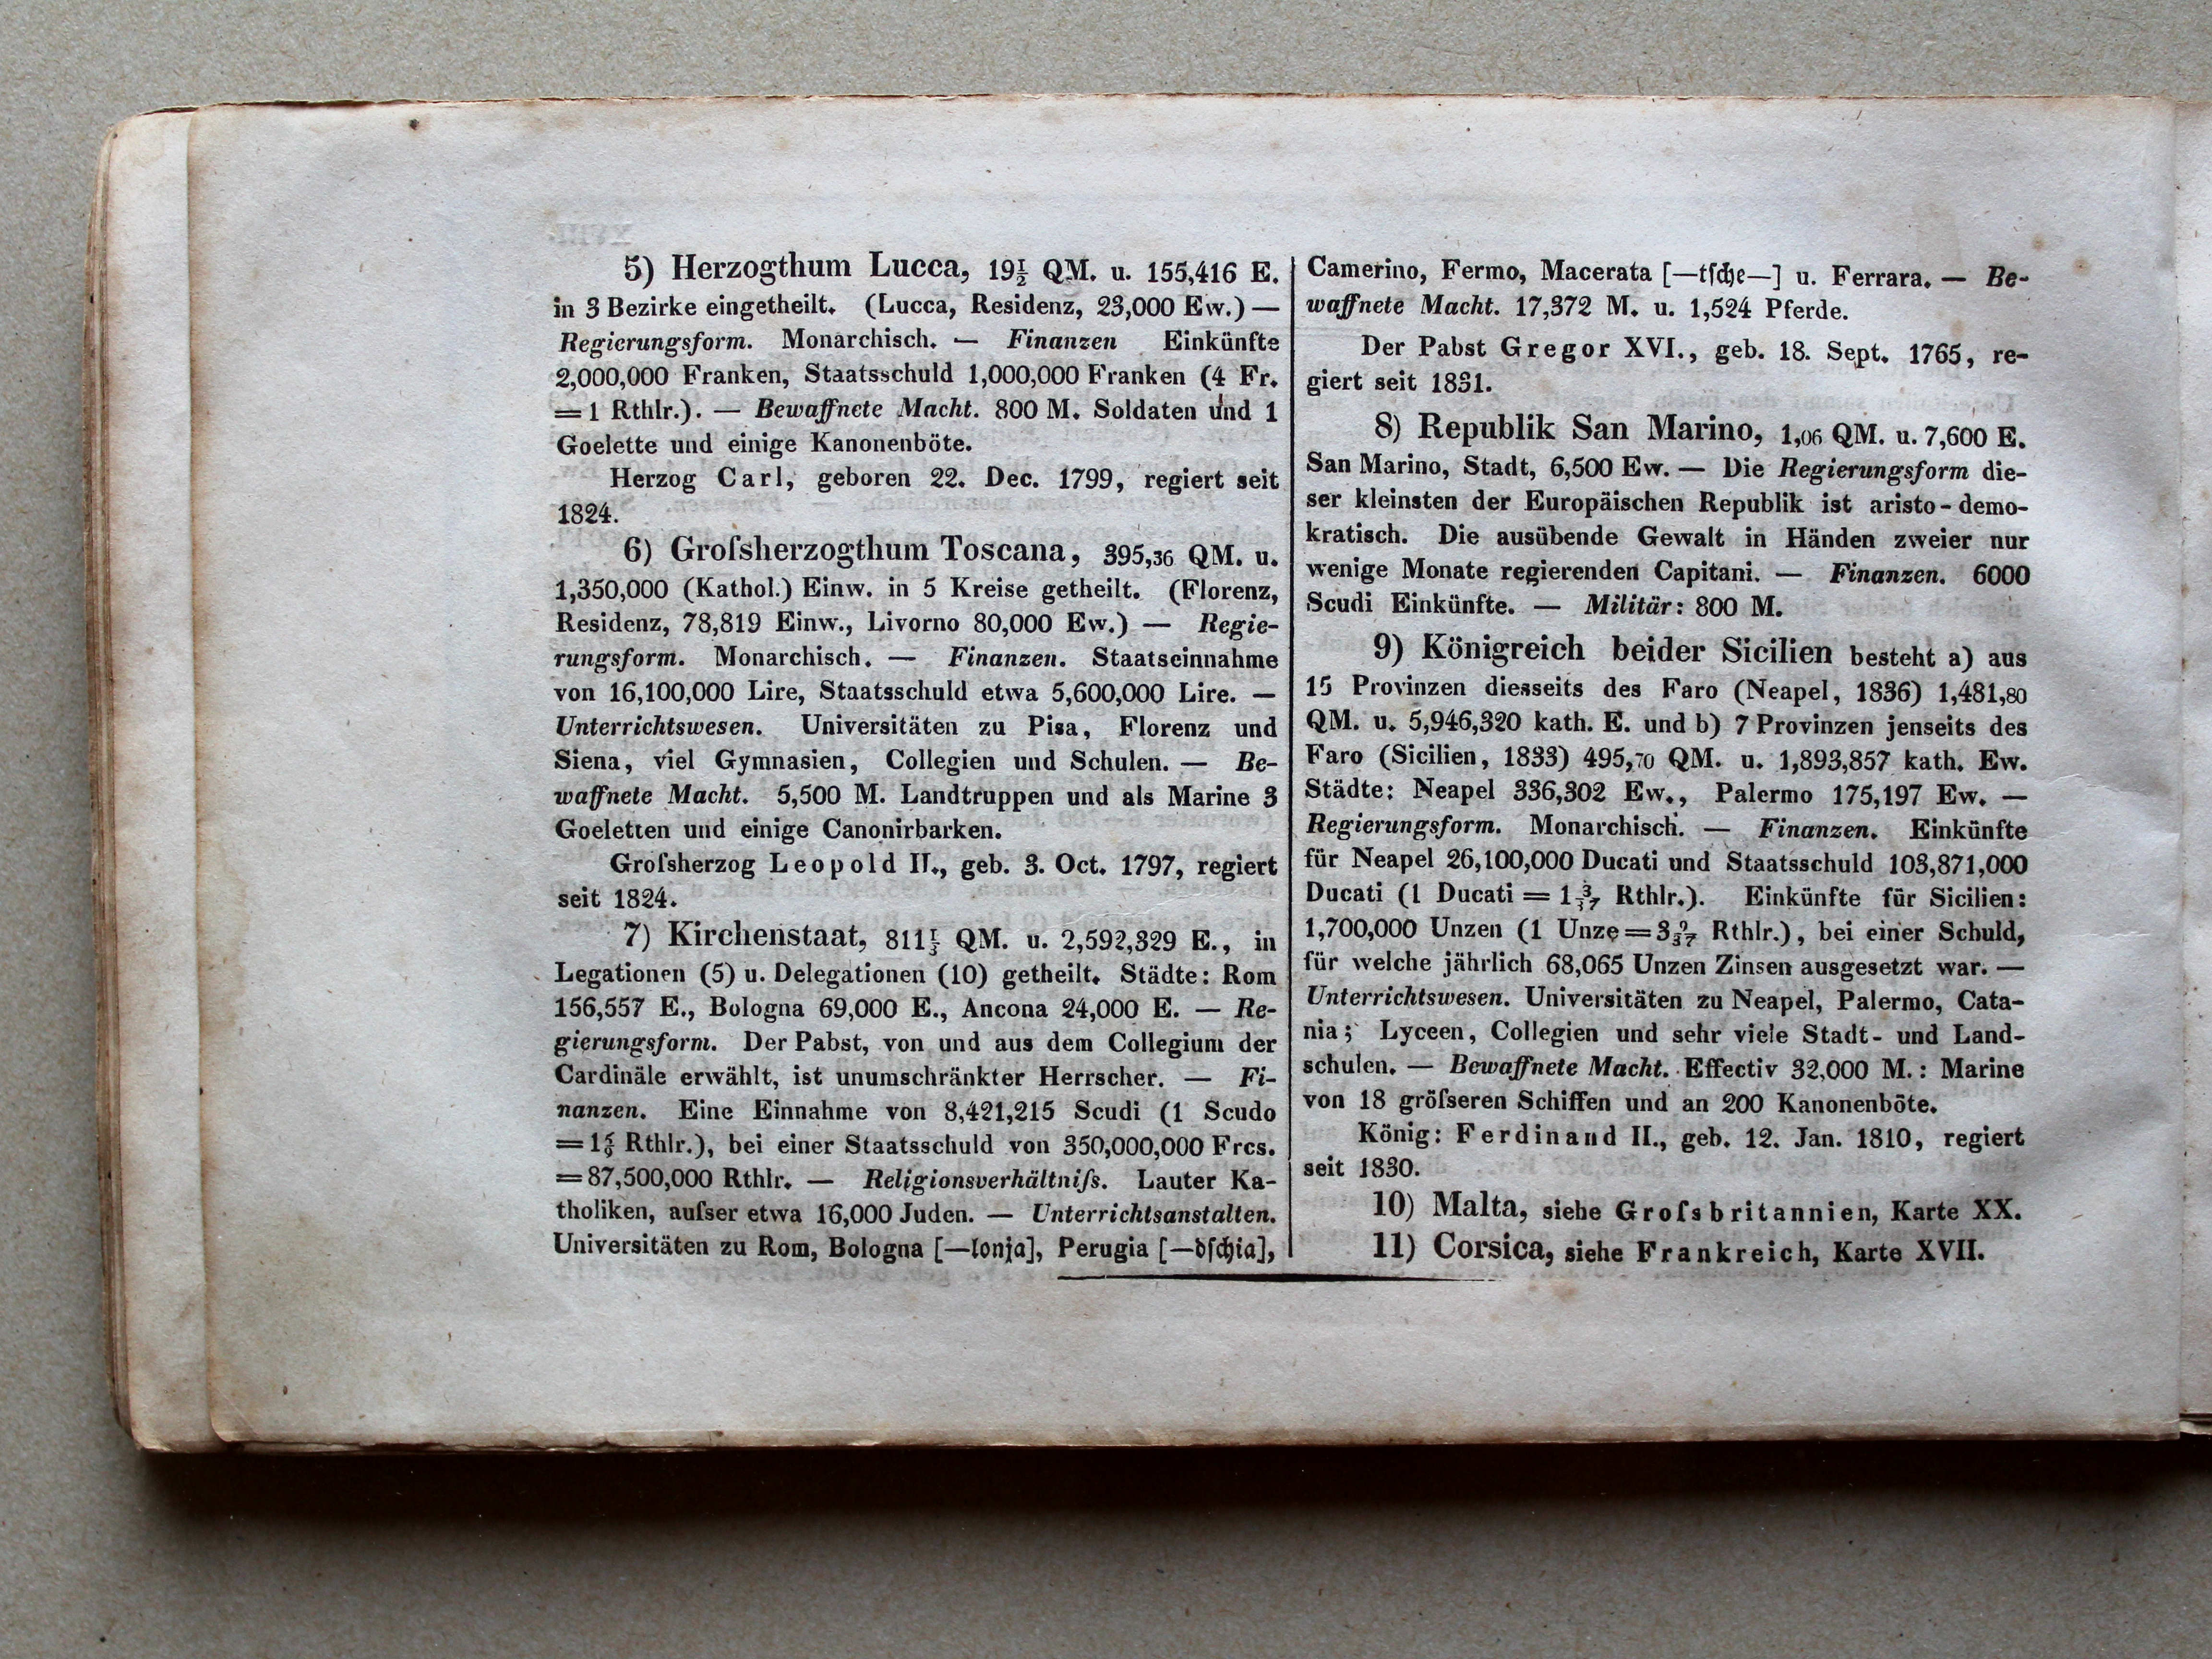 5) Herzogthum Lucca, 19½ QM. u. 155,416 E.
in 3 Bezirke eingetheilt. (Lucca, Residenz, 23,000 Ew.) —
Regierungsform. Monarchisch. — Finanzen Einkünfte
2,000,000 Franken, Staatsschuld 1,000,000 Franken (4 Fr.
= 1 Rthlr.). — Bewaffnete Macht. 800 M. Soldaten und 1
Goelette und einige Kanonenböte.
Herzog Carl, geboren 22. Dec. 1799, regiert seit
1824.
6) Groſsherzogthum Toscana, 395,36 QM. u.
1,350,000 (Kathol.) Einw. in 5 Kreise getheilt. (Florenz,
Residenz, 78,819 Einw., Livorno 80,000 Ew.) — Regie-
rungsform. Monarchisch. — Finanzen. Staatseinnahme
von 16,100,000 Lire, Staatsschuld etwa 5,600,000 Lire. —
Unterrichtswesen. Universitäten zu Pisa, Florenz und
Siena, viel Gymnasien, Collegien und Schulen. — Be-
waffnete Macht. 5,500 M. Landtruppen und als Marine 3
Goeletten und einige Canonirbarken.
Groſsherzog Leopold II., geb. 3. Oct. 1797, regiert
seit 1824.
7) Kirchenstaat, 811⅓ QM. u. 2,592,329 E., in
Legationen (5) u. Delegationen (10) getheilt. Städte: Rom
156,557 E., Bologna 69,000 E., Ancona 24,000 E. — Re-
gierungsform. Der Pabst, von und aus dem Collegium der
Cardinäle erwählt, ist unumschränkter Herrscher. — Fi-
nanzen. Eine Einnahme von 8,421,215 Scudi (1 Scudo
= Rthlr.), bei einer Staatsschuld von 350,000,000 Frcs.
= 87,500,000 Rthlr. — Religionsverhältniſs. Lauter Ka-
tholiken, auſser etwa 16,000 Juden. — Unterrichtsanstalten.
Universitäten zu Rom, Bologna [—lonja], Perugia [—dſchia],
Camerino, Fermo, Macerata [—tſche—] u. Ferrara. — Be-
waffnete Macht. 17,372 M. u. 1,524 Pferde.
Der Pabst Gregor XVI., geb. 18. Sept. 1765, re-
giert seit 1831.
8) Republik San Marino, 1,06 QM. u. 7,600 E.
San Marino, Stadt, 6,500 Ew. — Die Regierungsform die-
ser kleinsten der Europäischen Republik ist aristo-demo-
kratisch. Die ausübende Gewalt in Händen zweier nur
wenige Monate regierenden Capitani. — Finanzen. 6000
Scudi Einkünfte. — Militär: 800 M.
9) Königreich beider Sicilien besteht a) aus
15 Provinzen diesseits des Faro (Neapel, 1836) 1,481,80
QM. u. 5,946,320 kath. E. und b) 7 Provinzen jenseits des
Faro (Sicilien, 1833) 495,70 QM. u. 1,893,857 kath. Ew.
Städte: Neapel 336,302 Ew., Palermo 175,197 Ew. —
Regierungsform. Monarchisch. — Finanzen. Einkünfte
für Neapel 26,100,000 Ducati und Staatsschuld 103,871,000
Ducati (1 Ducati = Rthlr.). Einkünfte für Sicilien:
1,700,000 Unzen (1 Unze = Rthlr.), bei einer Schuld,
für welche jährlich 68,065 Unzen Zinsen ausgesetzt war. —
Unterrichtswesen. Universitäten zu Neapel, Palermo, Cata-
nia; Lyceen, Collegien und sehr viele Stadt- und Land-
schulen. — Bewaffnete Macht. Effectiv 32,000 M.: Marine
von 18 gröſseren Schiffen und an 200 Kanonenböte.
König: Ferdinand II., geb. 12. Jan. 1810, regiert
seit 1830.
10) Malta, siehe Groſsbritannien, Karte XX.
11) Corsica, siehe Frankreich, Karte XVII.